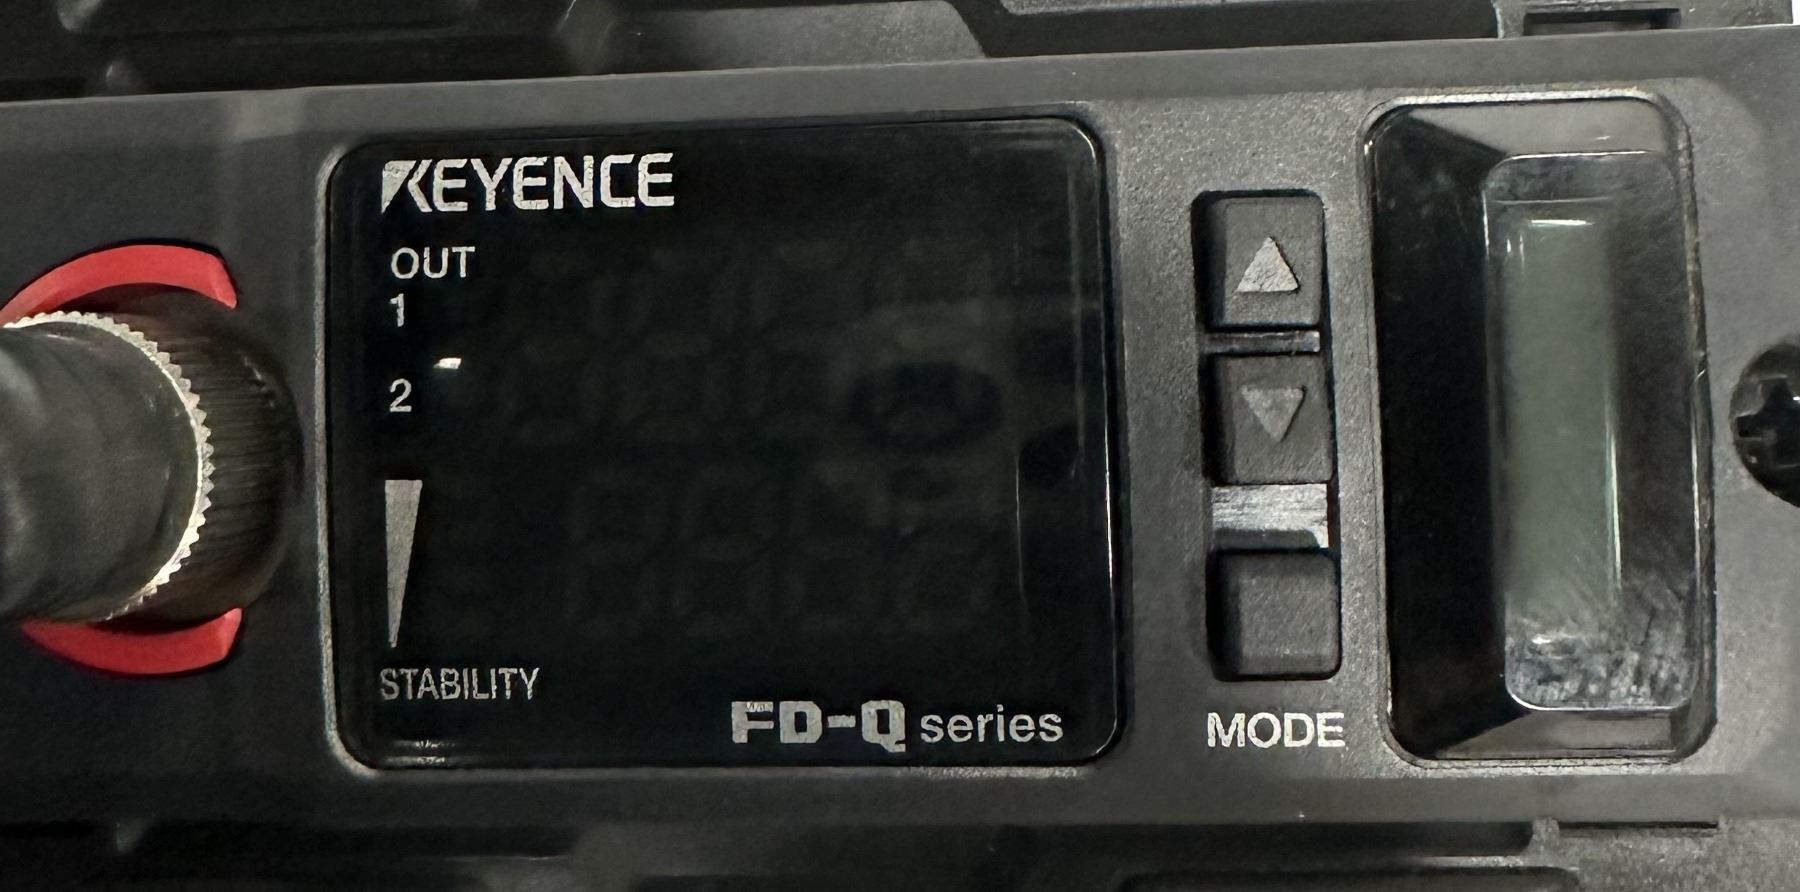 KEYENCE
OUT
1
2
STABILITY
FD-Q series
MODE